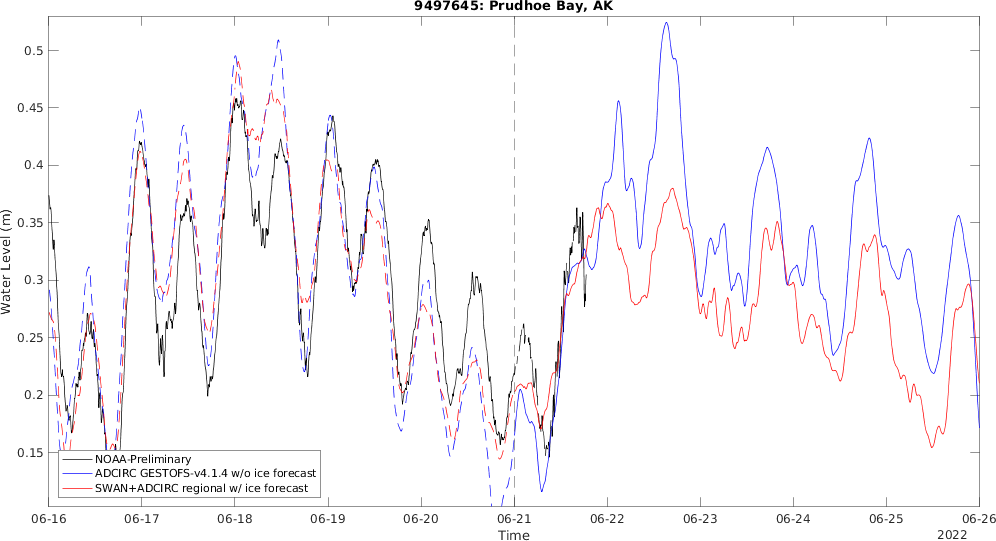 9497645: Prudhoe Bay, AK
Water Level (m)
0.5
0.45
0.4
0.35
0.3
0.25
0.2
0.15
NOAA-Preliminary
ADCIRC GESTOFS-v4.1.4 w/o ice forecast
SWAN+ADCIRC regional w/ ice forecast
06-16 06-17 06-18 06-19 06-20 06-21 06-22 06-23 06-24 06-25 06-26
Time
2022